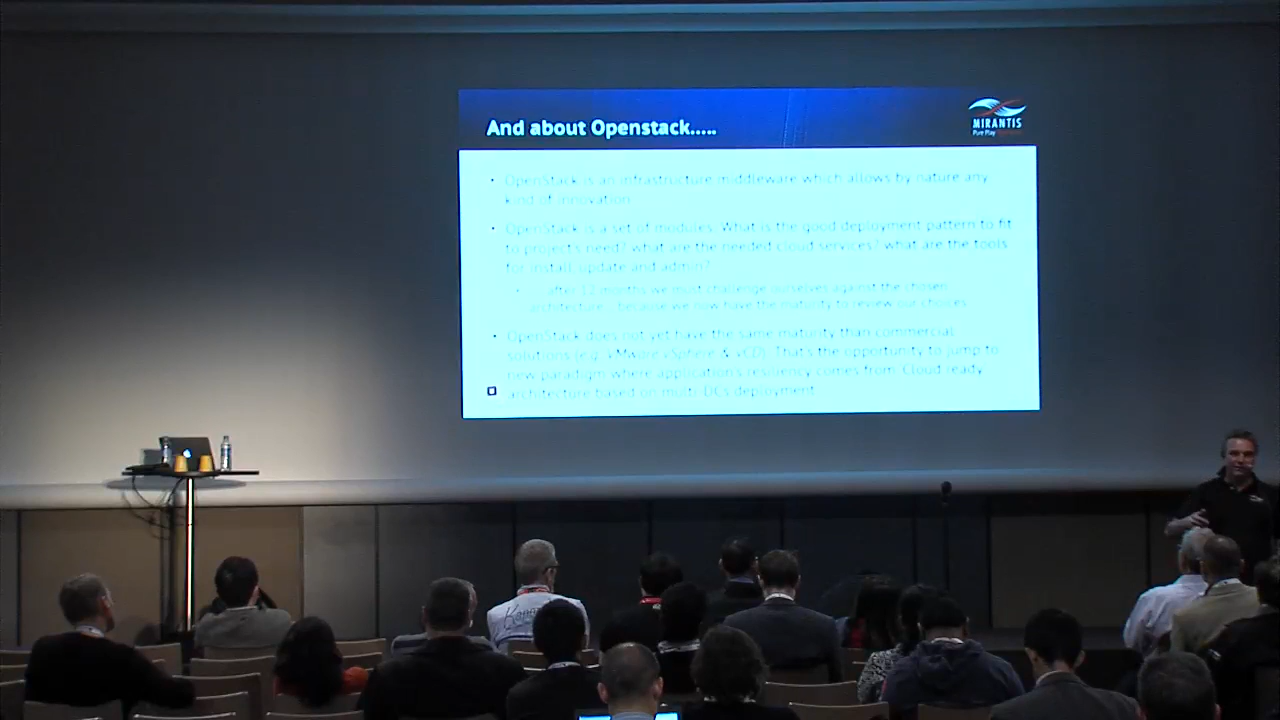 And about Openstack.....
MIRANTIS
Pure Play
OpenStack is an infrastructure middleware which allows by nature any
kind of innovation
OpenStack is a set of modules. What is the good deployment pattern to fit
to project's need? what are the needed cloud services? what are the tools
for install, update and admin?
after 12 months we must challenge ourselves against the chosen
architecture because we now have the maturity to review our choices
OpenStack does not yet have the same maturity than commercial
solutions (e.g. vMware vSphere & vCD). That's the opportunity to jump to
new paradigm where application's resiliency comes from Cloud ready
architecture based on multi DCs deployment